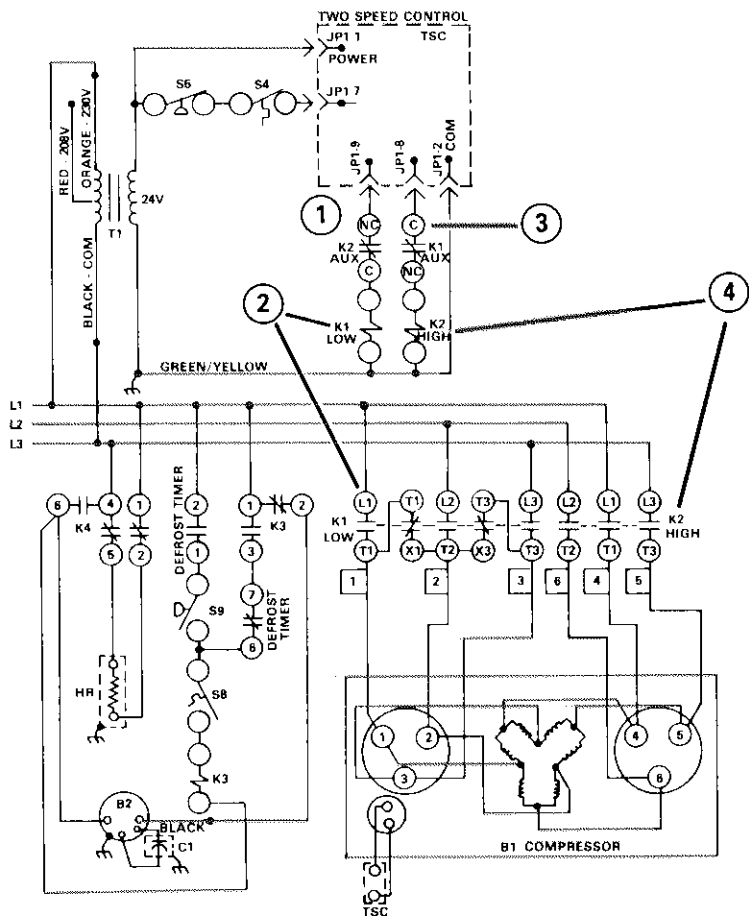 TWO SPEED CONTROL
JP1 1
TSC
POWER
S5
S4
JP1 7
RED - 208V
ORANGE - 230V
BLACK - COM
T1
24V
JP1-9
JP1-8
JP1-2
COM
1
NC
C
3
K2
AUX
K1
AUX
C
NC
2
4
K1
LOW
K2
HIGH
GREEN/YELLOW
L1
L2
L3
6
4
1
2
1
2
K4
K3
5
2
DEFROST TIMER
1
3
7
DEFROST
TIMER
6
S9
S8
HR
K3
B2
BLACK
C1
L1
T1
L2
T3
L3
L2
L1
L3
K1
LOW
K2
HIGH
T1
X1
T2
X3
T3
T2
T1
T3
1
2
3
6
4
5
1
2
3
4
5
6
B1 COMPRESSOR
TSC